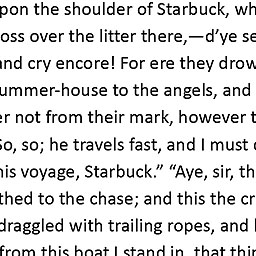 pon the shoulder of Starbuck, wh
oss over the litter there,—d’ye se
and cry encore! For ere they drow
ummer-house to the angels, and
er not from their mark, however t
So, so; he travels fast, and I must
his voyage, Starbuck.” “Aye, sir, th
thed to the chase; and this the cr
draggled with trailing ropes, and
from this boat I stand in, that thin